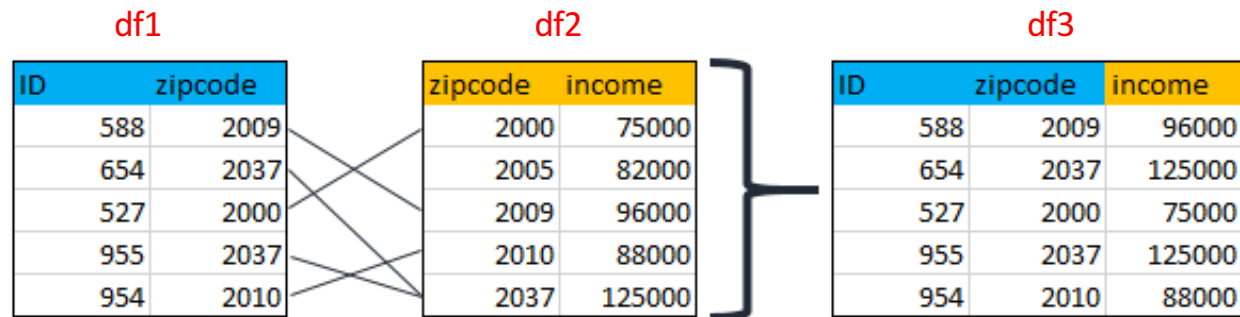 df1 df2 df3
ID zipcode zipcode income ID zipcode income
588 2009 2000 75000 588 2009 96000
654 2037 2005 82000 654 2037 125000
527 2000 2009 96000 527 2000 75000
955 2037 2010 88000 955 2037 125000
954 2010 2037 125000 954 2010 88000